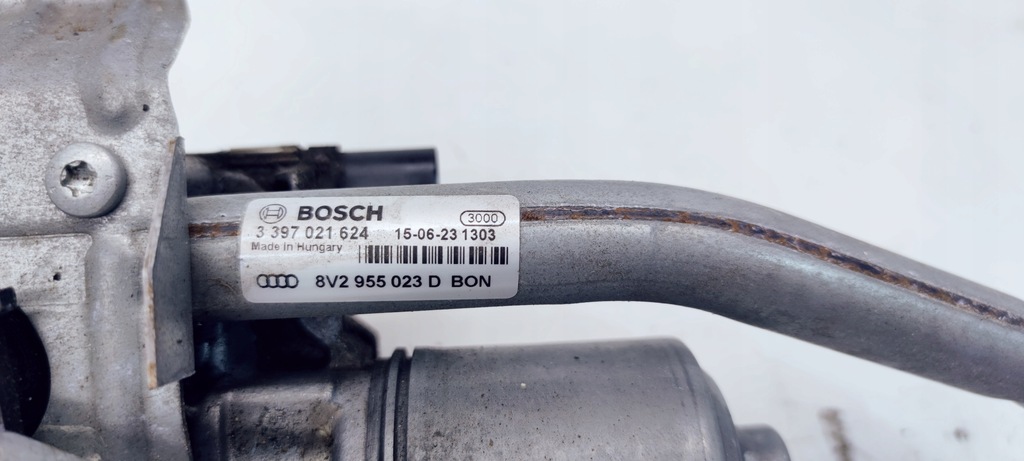 BOSCH 3000
3 397 021 624 15-06-23 1303
Made in Hungary
8V2 955 023 D BON